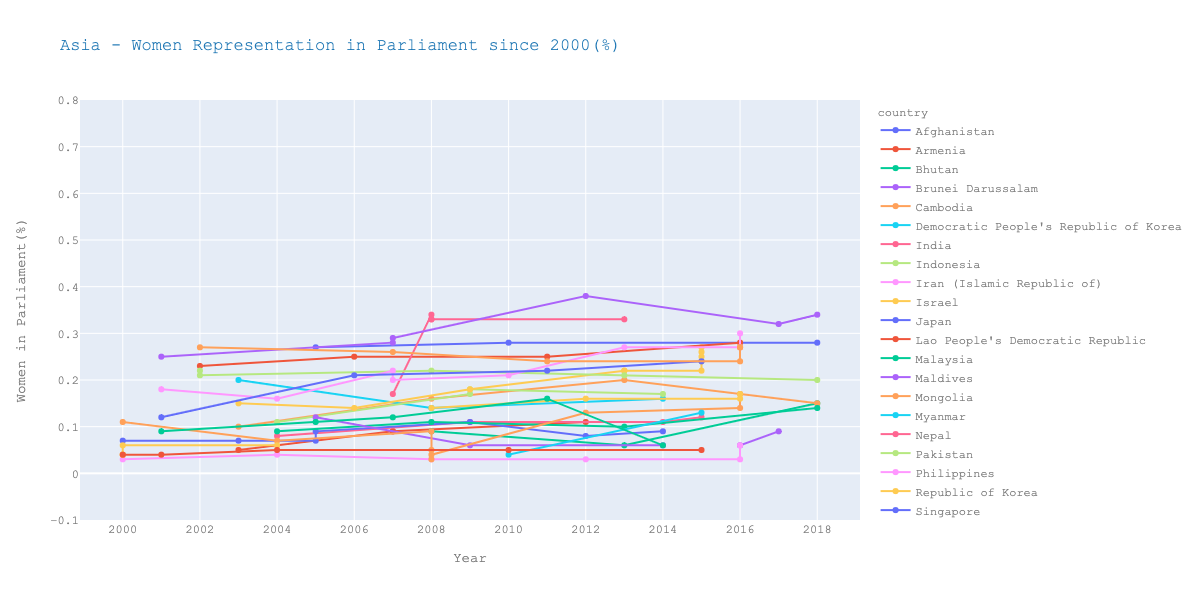 Asia - Women Representation in Parliament since 2000(%)
Women in Parliament(%)
0.8
0.7
0.6
0.5
0.4
0.3
0.2
0.1
0
−0.1
2000 2002 2004 2006 2008 2010 2012 2014 2016 2018
Year
country
Afghanistan
Armenia
Bhutan
Brunei Darussalam
Cambodia
Democratic People's Republic of Korea
India
Indonesia
Iran (Islamic Republic of)
Israel
Japan
Lao People's Democratic Republic
Malaysia
Maldives
Mongolia
Myanmar
Nepal
Pakistan
Philippines
Republic of Korea
Singapore